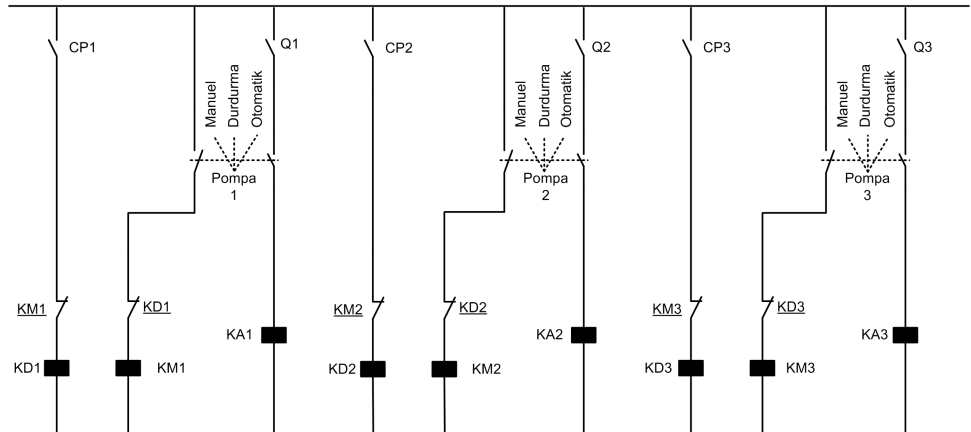 CP1
Q1
CP2
Q2
CP3
Q3
Manuel
Durdurma
Otomatik
Manuel
Durdurma
Otomatik
Manuel
Durdurma
Otomatik
Pompa
1
Pompa
2
Pompa
3
KM1
KD1
KM2
KD2
KM3
KD3
KA1
KA2
KA3
KD1
KM1
KD2
KM2
KD3
KM3